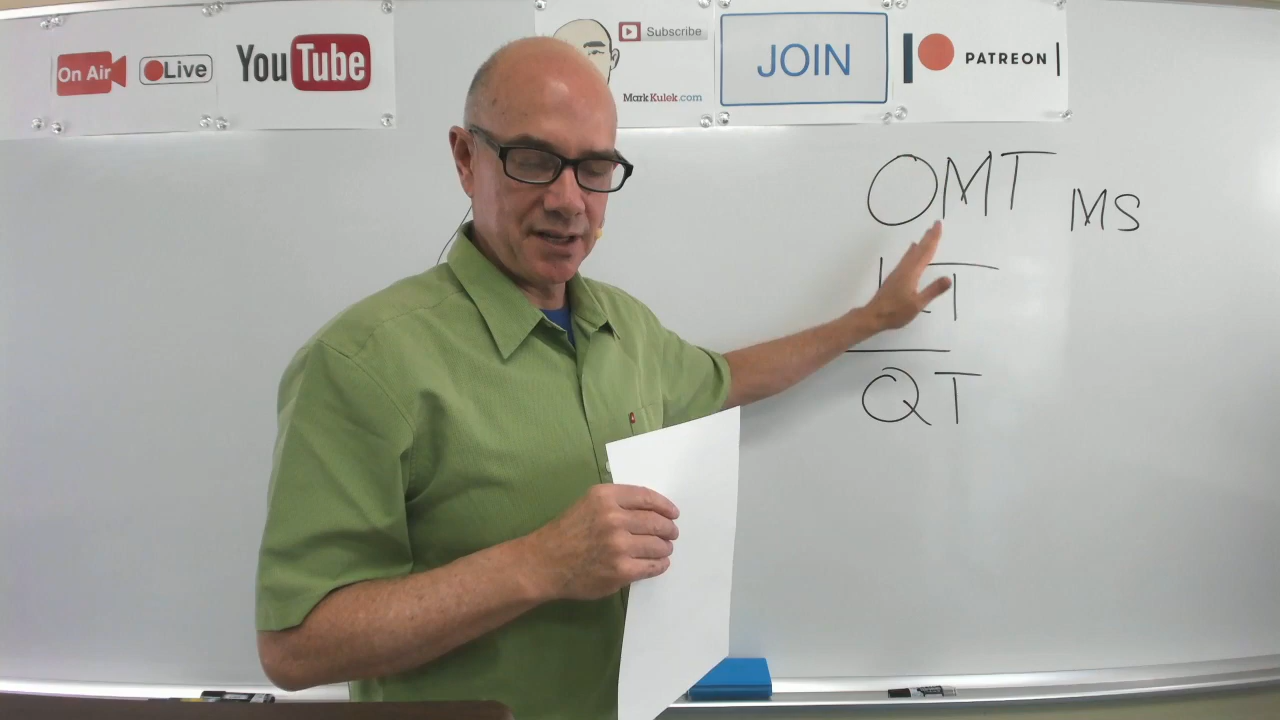 On Air
Live
YouTube
Subscribe
MarkKulek.com
JOIN
PATREON
OMT MS
QT